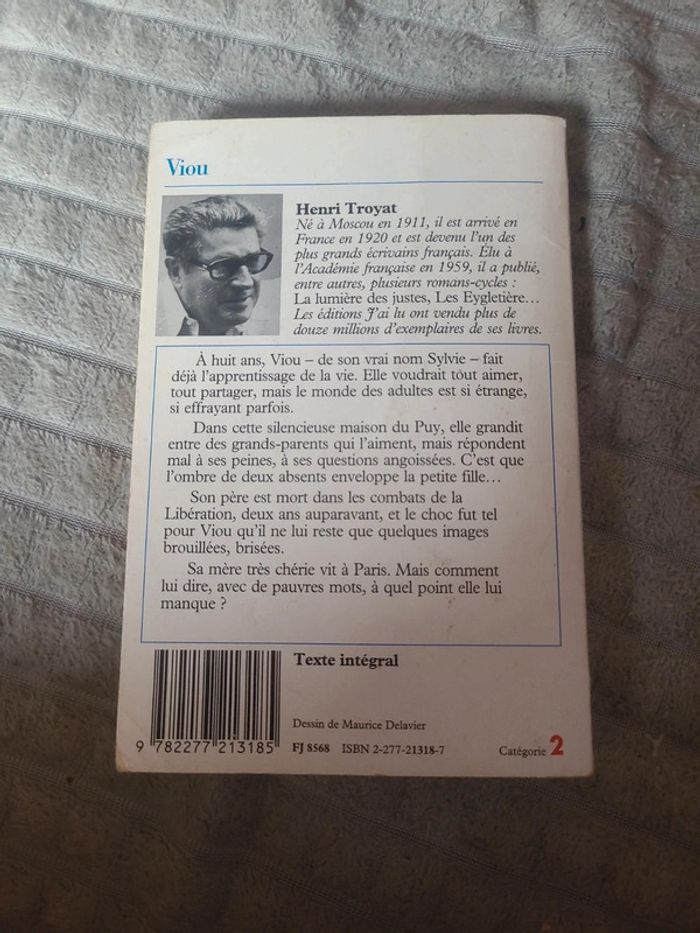 Viou
Henri Troyat
Né à Moscou en 1911, il est arrivé en
France en 1920 et est devenu l'un des
plus grands écrivains français. Élu à
l'Académie française en 1959, il a publié,
entre autres, plusieurs romans-cycles :
La lumière des justes, Les Eygletière...
Les éditions J'ai lu ont vendu plus de
douze millions d'exemplaires de ses livres.
À huit ans, Viou – de son vrai nom Sylvie – fait
déjà l'apprentissage de la vie. Elle voudrait tout aimer,
tout partager, mais le monde des adultes est si étrange,
si effrayant parfois.
Dans cette silencieuse maison du Puy, elle grandit
entre des grands-parents qui l'aiment, mais répondent
mal à ses peines, à ses questions angoissées. C'est que
l'ombre de deux absents enveloppe la petite fille...
Son père est mort dans les combats de la
Libération, deux ans auparavant, et le choc fut tel
pour Viou qu'il ne lui reste que quelques images
brouillées, brisées.
Sa mère très chérie vit à Paris. Mais comment
lui dire, avec de pauvres mots, à quel point elle lui
manque ?
Texte intégral
Dessin de Maurice Delavier
9 782277 213185
FJ 8568 ISBN 2-277-21318-7
Catégorie 2